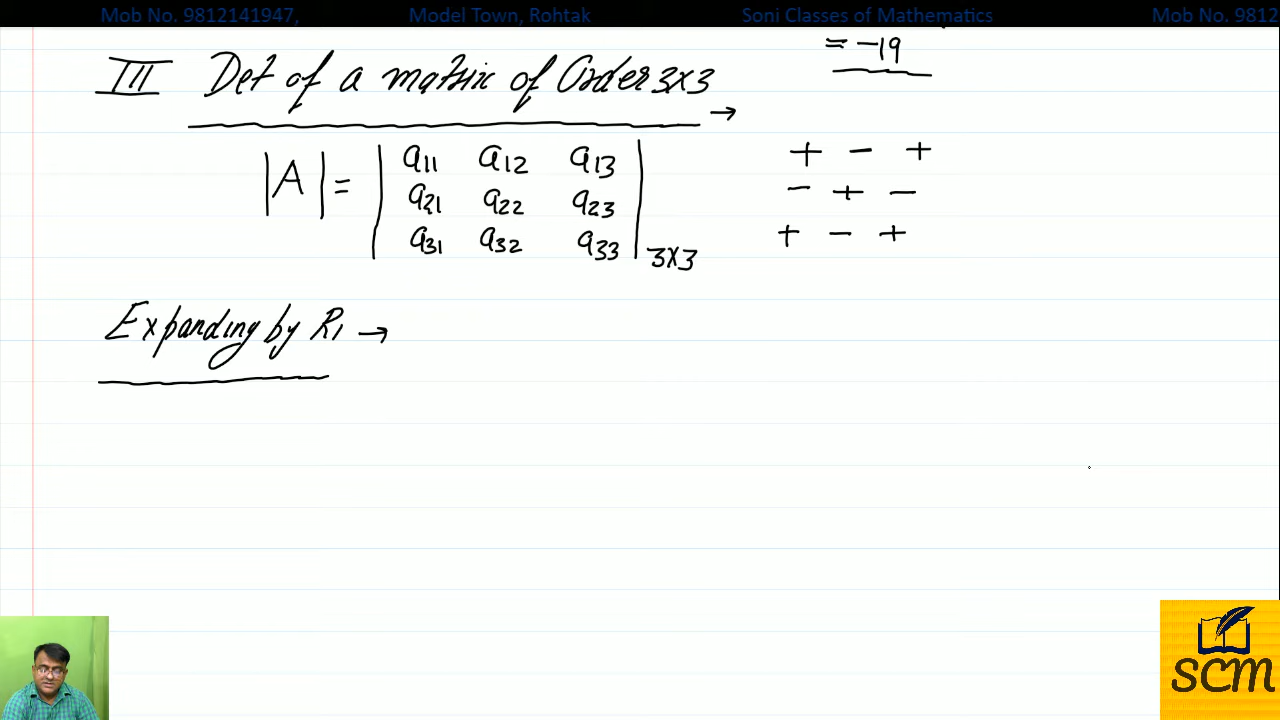 Mob No. 9812141947, Model Town, Rohtak Soni Classes of Mathematics Mob No. 9812
= -19
III Det of a matrix of Order 3x3 →
|A| = | a11 a12 a13 |
| a21 a22 a23 |
| a31 a32 a33 | 3x3
+ - +
- + -
+ - +
Expanding by R1 →
SCM